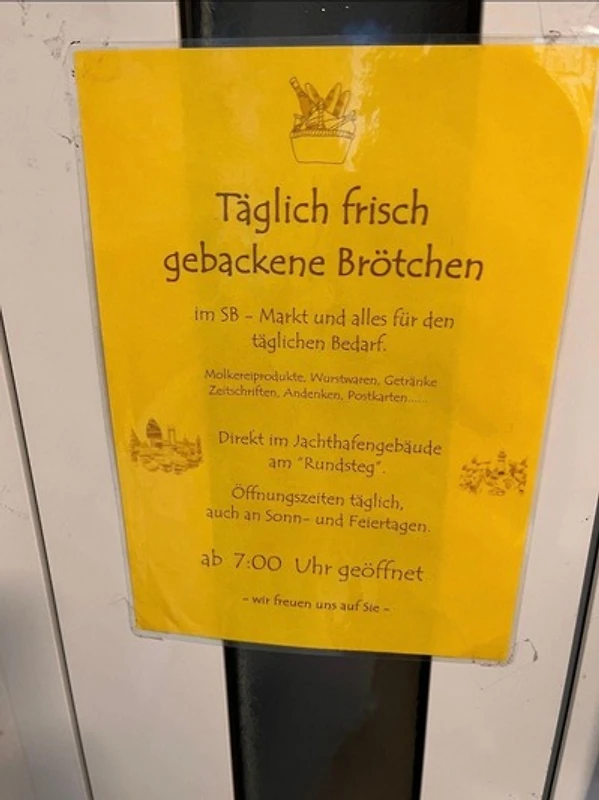 Täglich frisch
gebackene Brötchen
im SB - Markt und alles für den
täglichen Bedarf.
Molkereiprodukte, Wurstwaren, Getränke
Zeitschriften, Andenken, Postkarten......
Direkt im Jachthafengebäude
am "Rundsteg".
Öffnungszeiten täglich,
auch an Sonn- und Feiertagen.
ab 7:00 Uhr geöffnet
- wir freuen uns auf Sie -